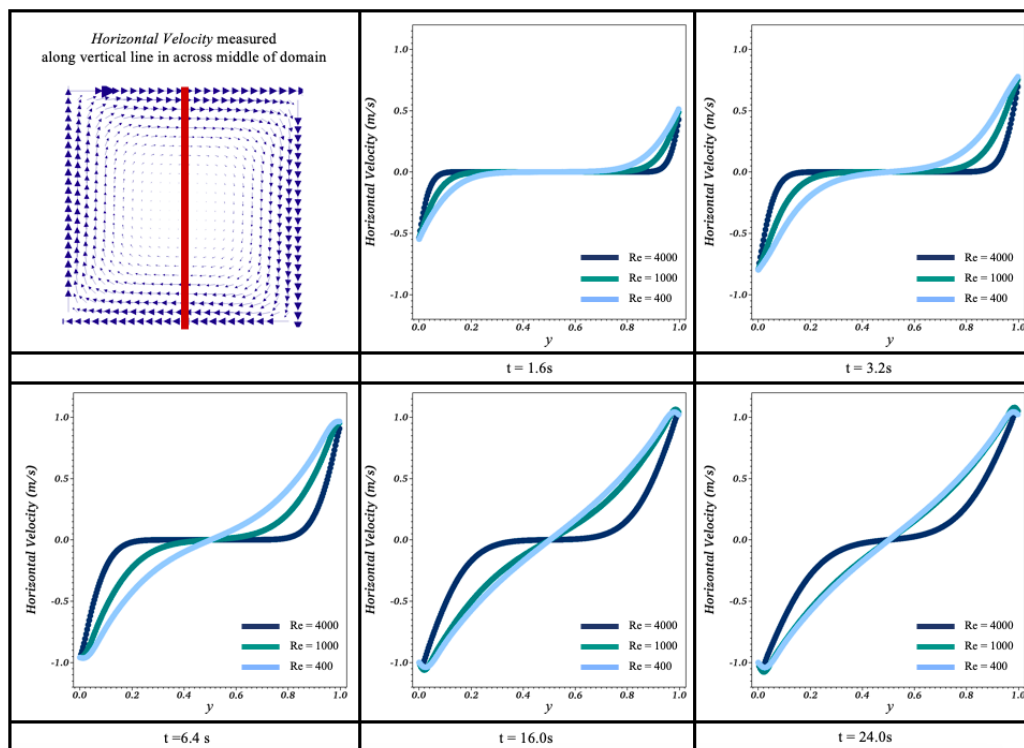 Horizontal Velocity measured
along vertical line in across middle of domain
Horizontal Velocity (m/s)
1.0
0.5
0.0
-0.5
-1.0
Re = 4000
Re = 1000
Re = 400
0.0 0.2 0.4 0.6 0.8 1.0
y
Horizontal Velocity (m/s)
1.0
0.5
0.0
-0.5
-1.0
Re = 4000
Re = 1000
Re = 400
0.0 0.2 0.4 0.6 0.8 1.0
y
t = 1.6s
t = 3.2s
Horizontal Velocity (m/s)
1.0
0.5
0.0
-0.5
-1.0
Re = 4000
Re = 1000
Re = 400
0.0 0.2 0.4 0.6 0.8 1.0
y
Horizontal Velocity (m/s)
1.0
0.5
0.0
-0.5
-1.0
Re = 4000
Re = 1000
Re = 400
0.0 0.2 0.4 0.6 0.8 1.0
y
Horizontal Velocity (m/s)
1.0
0.5
0.0
-0.5
-1.0
Re = 4000
Re = 1000
Re = 400
0.0 0.2 0.4 0.6 0.8 1.0
y
t =6.4 s
t = 16.0s
t = 24.0s